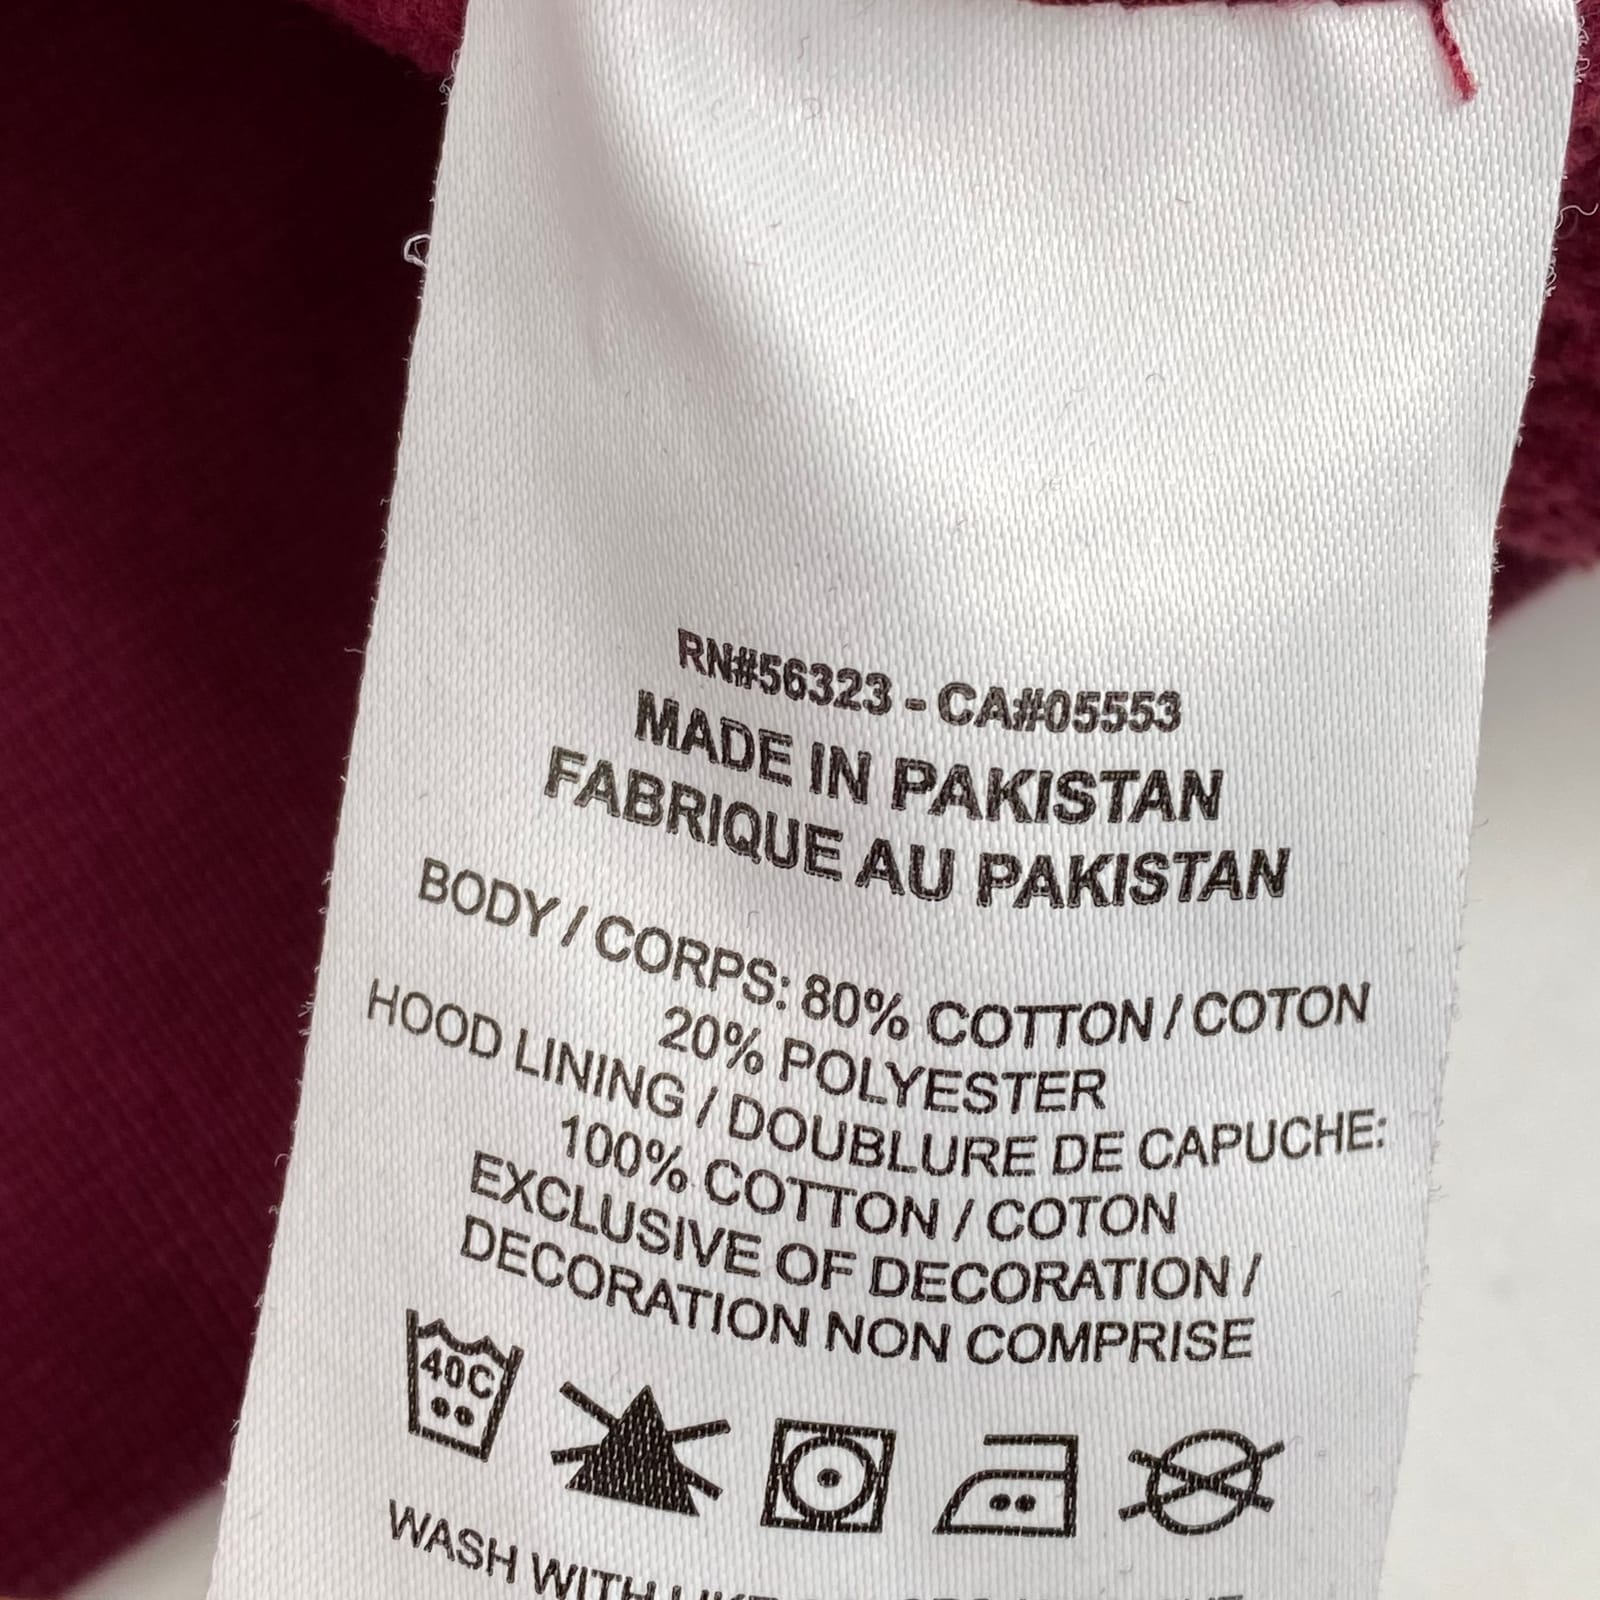 RN#56323 - CA#05553
MADE IN PAKISTAN
FABRIQUE AU PAKISTAN
BODY / CORPS: 80% COTTON / COTON
20% POLYESTER
HOOD LINING / DOUBLURE DE CAPUCHE:
100% COTTON / COTON
EXCLUSIVE OF DECORATION /
DECORATION NON COMPRISE
40C
WASH WITH LIKE